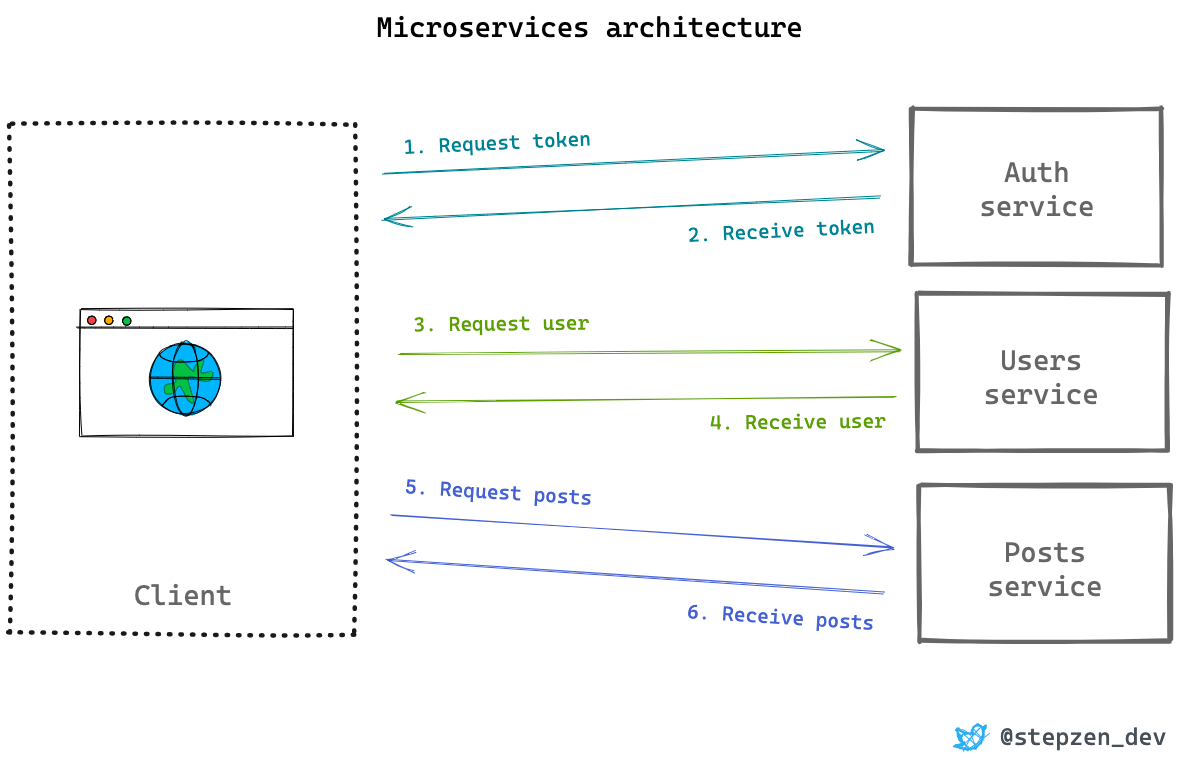 Microservices architecture
1. Request token
Auth
service
2. Receive token
3. Request user
Users
service
4. Receive user
5. Request posts
Posts
service
6. Receive posts
Client
@stepzen_dev